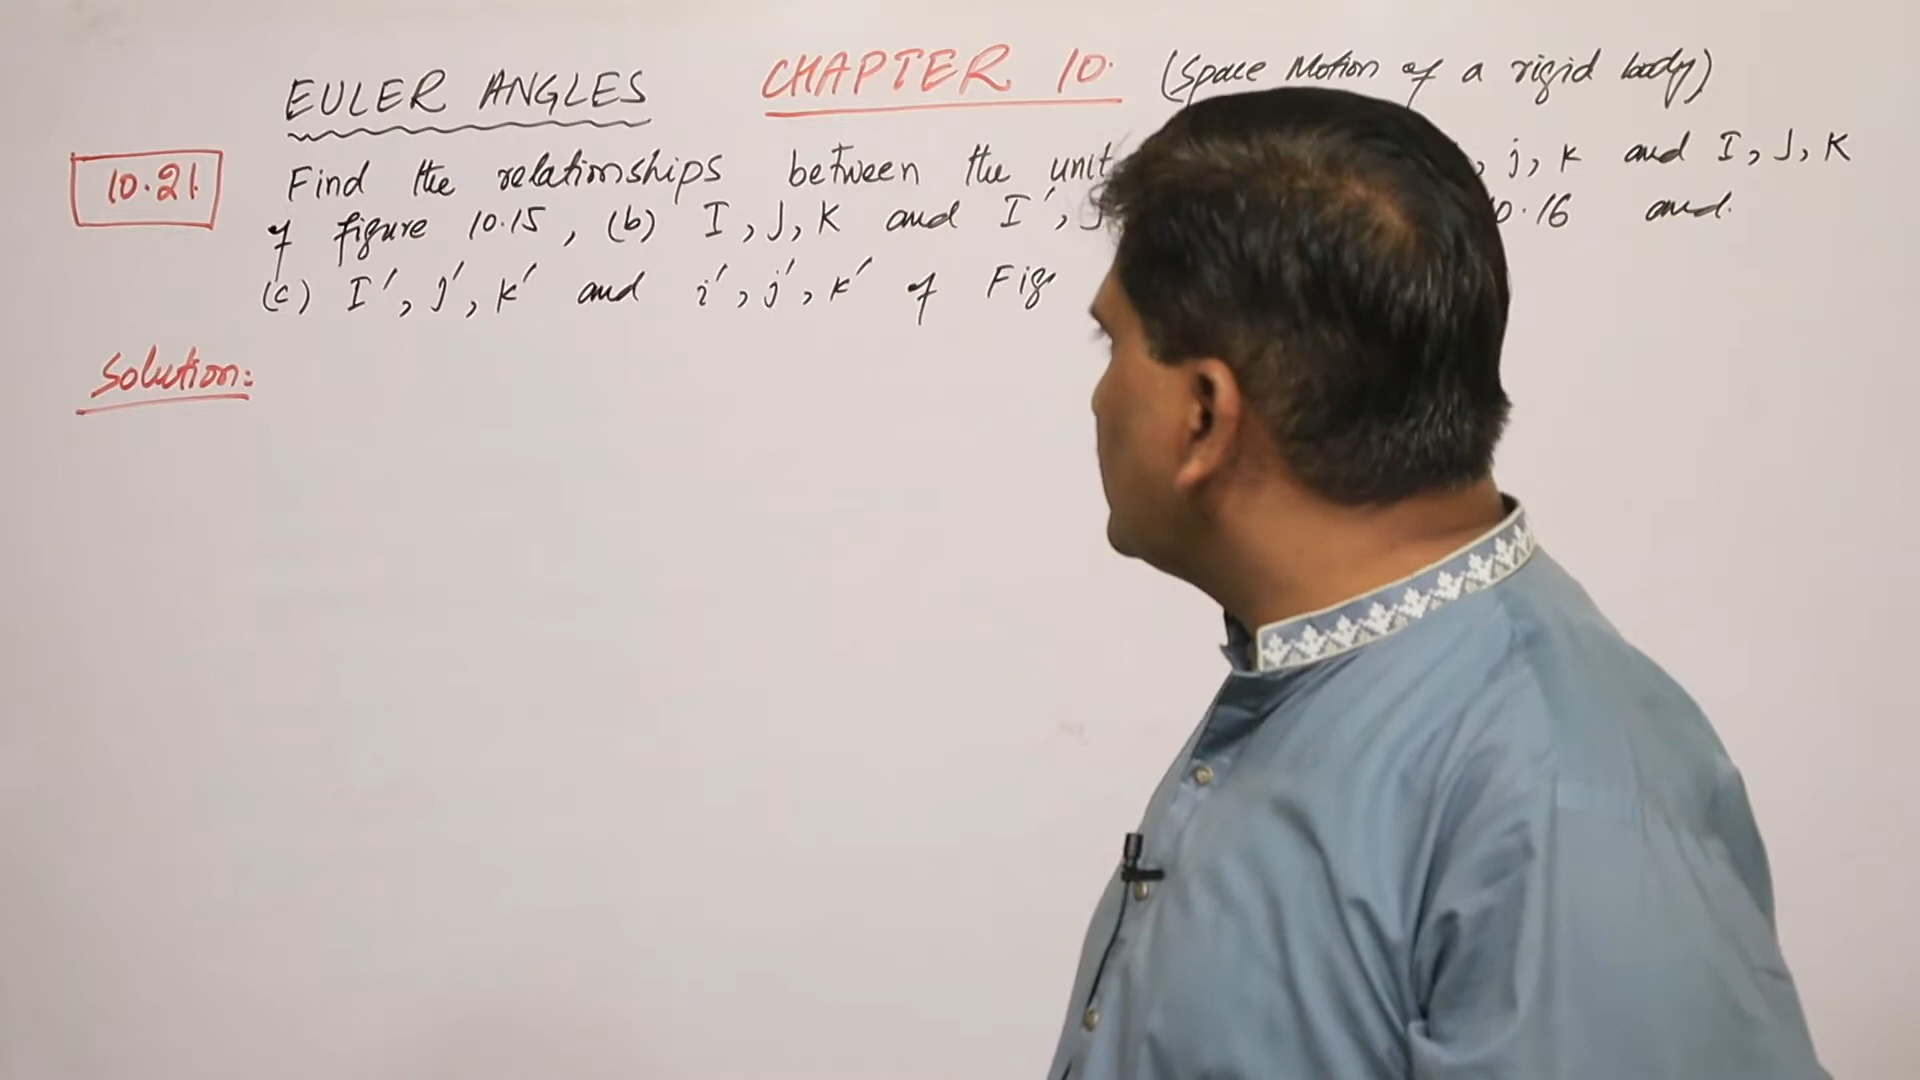 EULER ANGLES CHAPTER 10. (Space Motion of a rigid body)
10.21. Find the relationships between the unit , j, k and I, J, K
of figure 10.15, (b) I, J, K and I', J 10.16 and
(c) I', J', K' and i', j', k' of Fig
Solution: